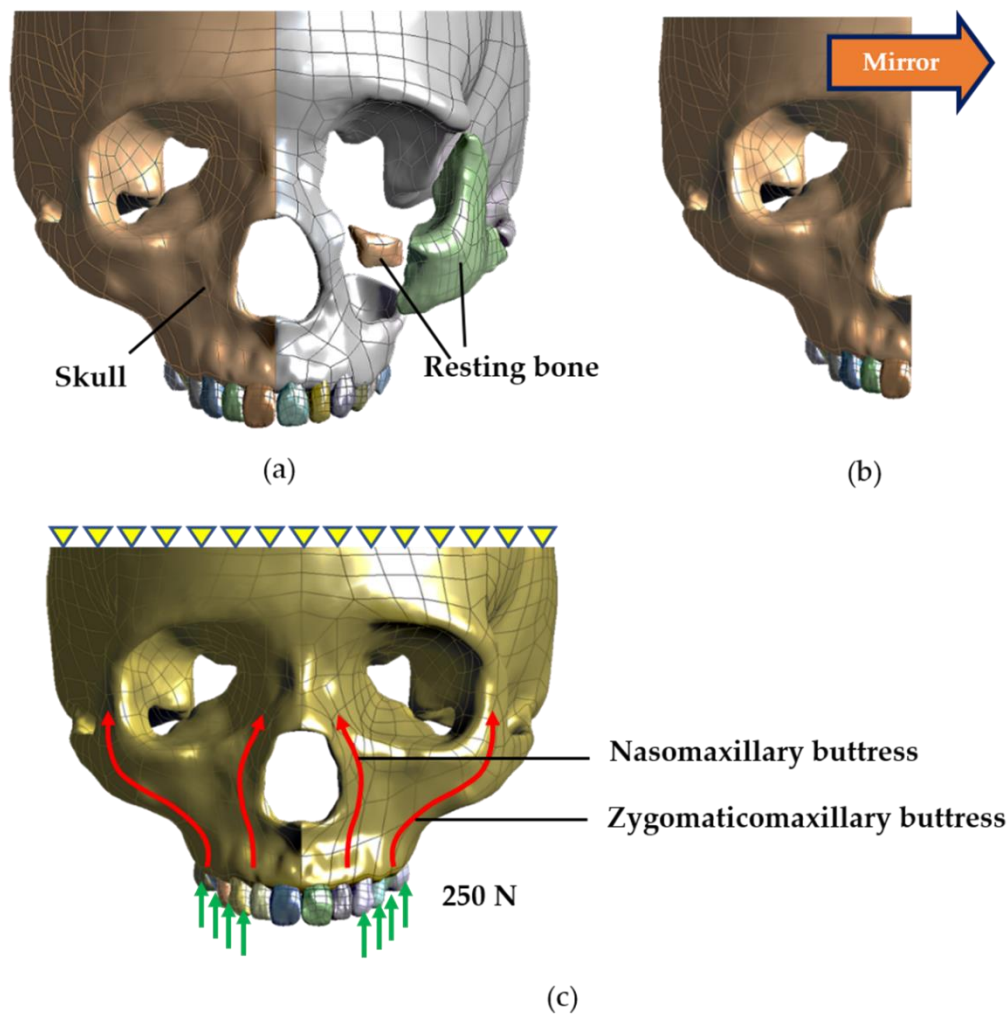 Mirror
Skull
Resting bone
(a)
(b)
Nasomaxillary buttress
Zygomaticomaxillary buttress
250 N
(c)